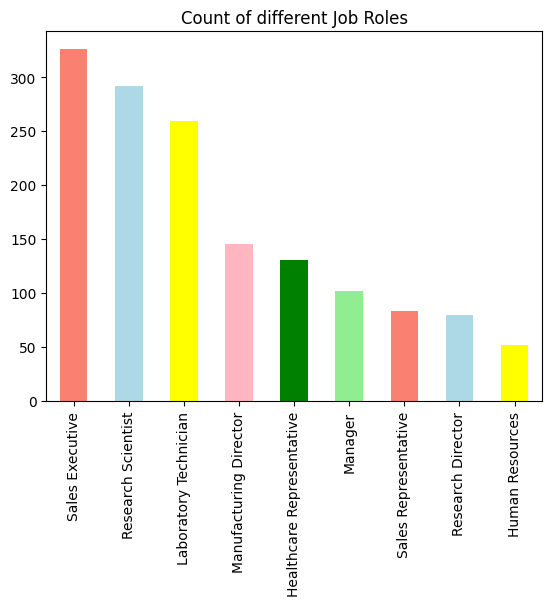 Count of different Job Roles
300
250
200
150
100
50
0
Sales Executive
Research Scientist
Laboratory Technician
Manufacturing Director
Healthcare Representative
Manager
Sales Representative
Research Director
Human Resources